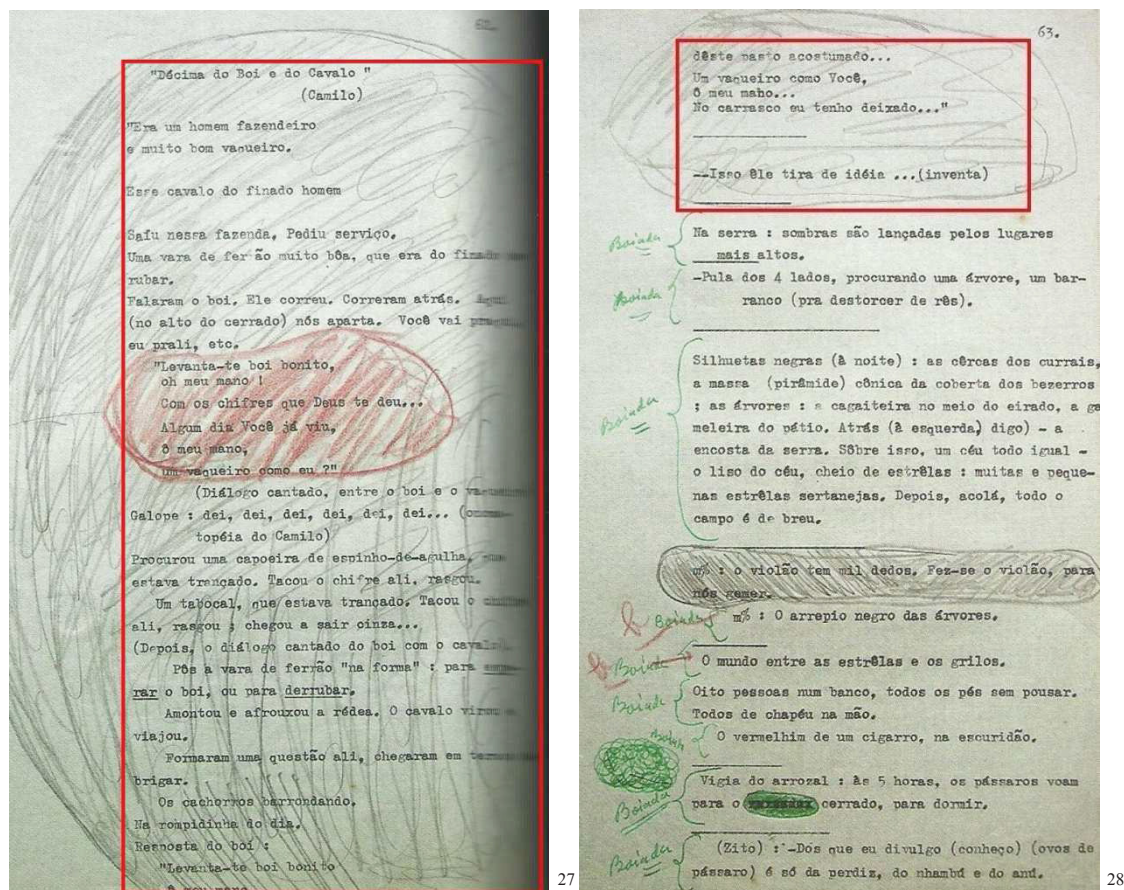 62.
"Décima do Boi e do Cavalo "
(Camilo)
"Era um homem fazendeiro
e muito bom vaqueiro.
Esse cavalo do finado homem
Saíu nessa fazenda, Pediu serviço.
Uma vara de fer ão muito bôa, que era do finado
rubar.
Falaram o boi. Ele correu. Correram atrás.
(no alto do cerrado) nós aparta. Você vai
eu prali, etc.
"Levanta-te boi bonito,
oh meu mano !
Com os chifres que Deus te deu...
Algum dia Você já viu,
ô meu mano,
um vaqueiro como eu ?"
(Diálogo cantado, entre o boi e o
Galope : dei, dei, dei, dei, dei, dei...
topéia do Camilo)
Procurou uma capoeira de espinho-de-agulha,
estava trançado. Tacou o chifre ali, rasgou.
Um tabocal, que estava trançado. Tacou o
ali, rasgou ; chegou a sair cinza...
(Depois, o diálogo cantado do boi com o
Pôs a vara de ferrão "na forma" : para
rar o boi, ou para derrubar.
Amontou e afrouxou a rédea. O cavalo
viajou.
Formaram uma questão ali, chegaram em
brigar.
Os cachorros barrondando.
Na rompidinha do dia.
Resposta do boi :
"Levanta-te boi bonito
ô meu mano
27
63.
dêste pasto acostumado...
Um vaqueiro como Você,
ô meu maho...
No carrasco eu tenho deixado..."
--Isso êle tira de idéia ...(inventa)
Boiada
Na serra : sombras são lançadas pelos lugares
mais altos.
Boiada
-Pula dos 4 lados, procurando uma árvore, um bar-
ranco (pra destorcer de rês).
Boiada
Silhuetas negras (à noite) : as cêrcas dos currais,
a massa (pirâmide) cônica da coberta dos bezerros
; as árvores : a cagaiteira no meio do eirado, a ga
meleira do pátio. Atrás (à esquerda, digo) - a
encosta da serra. Sôbre isso, um céu todo igual -
o liso do céu, cheio de estrêlas : muitas e peque-
nas estrêlas sertanejas. Depois, acolá, todo o
campo é de breu.
m% : o violão tem mil dedos. Fez-se o violão, para
nós gemer.
Boiada
m% : O arrepio negro das árvores.
Boiada
O mundo entre as estrêlas e os grilos.
Boiada
Oito pessoas num banco, todos os pés sem pousar.
Todos de chapéu na mão.
Boiada
O vermelhim de um cigarro, na escuridão.
Boiada
Vigia do arrozal : às 5 horas, os pássaros voam
para o cerrado, para dormir.
Boiada
(Zito) : -Dos que eu divulgo (conheço) (ovos de
pássaro) é só da perdiz, do nhambú e do anú.
28